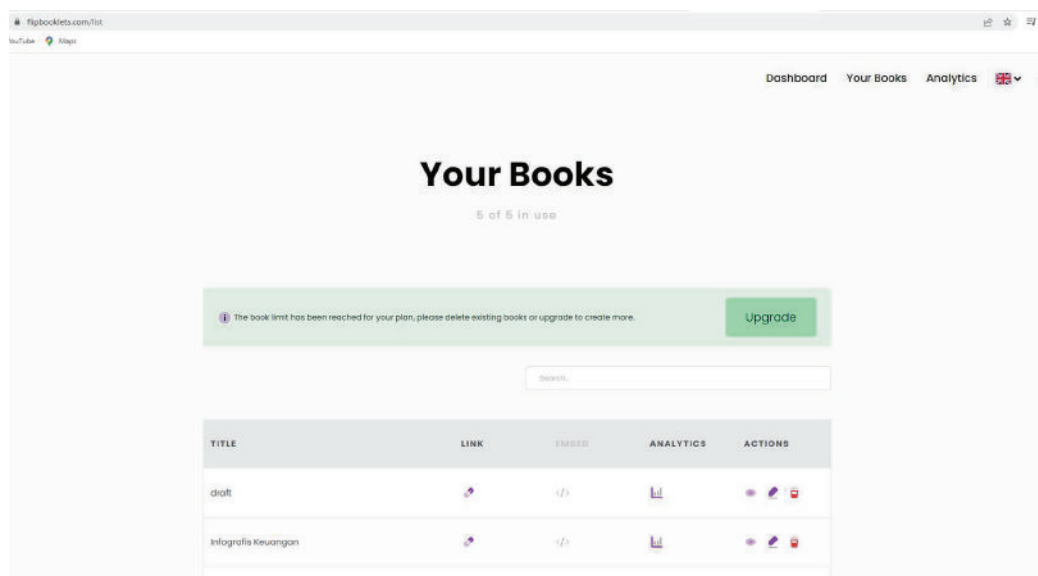 flipbooklets.com/list
YouTube Maps
Dashboard Your Books Analytics
Your Books
5 of 5 in use
The book limit has been reached for your plan, please delete existing books or upgrade to create more.
Upgrade
Search..
TITLE LINK EMBED ANALYTICS ACTIONS
draft </>
Infografis Keuangan </>